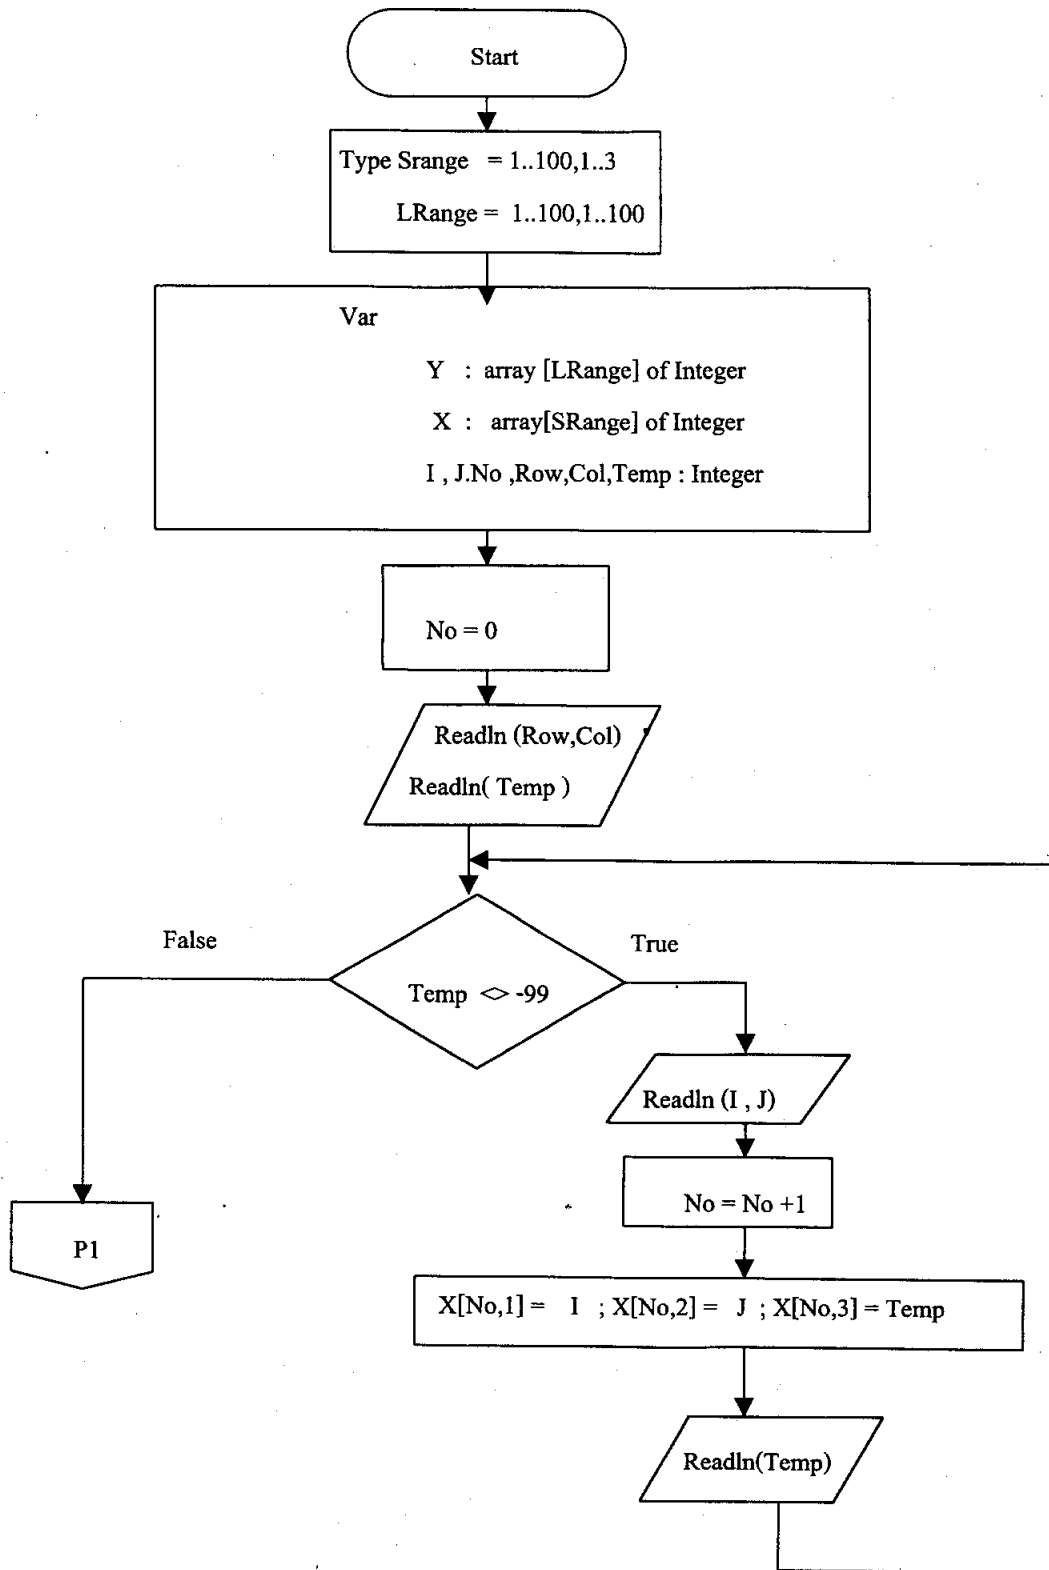 Start
Type Srange = 1..100,1..3
LRange = 1..100,1..100
Var
Y : array [LRange] of Integer
X : array[SRange] of Integer
I , J.No ,Row,Col,Temp : Integer
No = 0
Readln (Row,Col)
Readln( Temp )
False
True
Temp <> -99
Readln (I , J)
No = No +1
P1
X[No,1] = I ; X[No,2] = J ; X[No,3] = Temp
Readln(Temp)